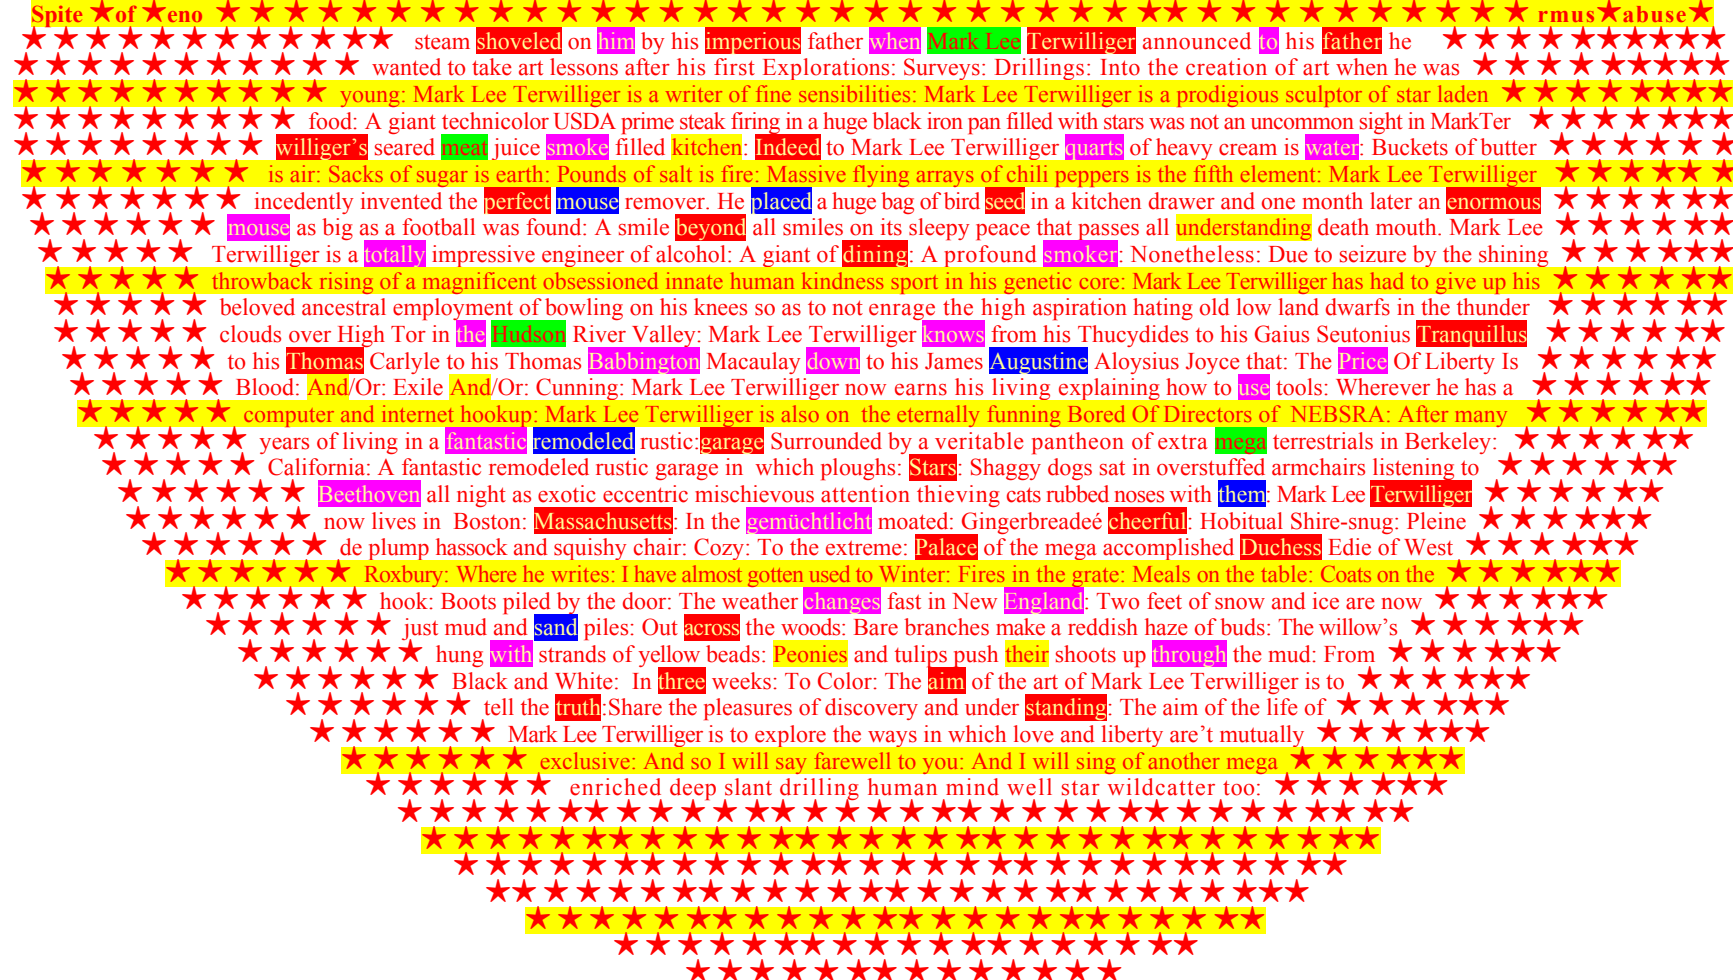 Spite ★of ★eno ★ ★ ★ ★ ★ ★ ★ ★ ★ ★ ★ ★ ★ ★ ★ ★ ★ ★ ★ ★ ★ ★ ★ ★ ★ ★ ★ ★ ★ rmus★abuse★
steam shoveled on him by his imperious father when Mark Lee Terwilliger announced to his father he
wanted to take art lessons after his first Explorations: Surveys: Drillings: Into the creation of art when he was
young: Mark Lee Terwilliger is a writer of fine sensibilities: Mark Lee Terwilliger is a prodigious sculptor of star laden
food: A giant technicolor USDA prime steak firing in a huge black iron pan filled with stars was not an uncommon sight in MarkTer
williger’s seared meat juice smoke filled kitchen: Indeed to Mark Lee Terwilliger quarts of heavy cream is water: Buckets of butter
is air: Sacks of sugar is earth: Pounds of salt is fire: Massive flying arrays of chili peppers is the fifth element: Mark Lee Terwilliger
incedently invented the perfect mouse remover. He placed a huge bag of bird seed in a kitchen drawer and one month later an enormous
mouse as big as a football was found: A smile beyond all smiles on its sleepy peace that passes all understanding death mouth. Mark Lee
Terwilliger is a totally impressive engineer of alcohol: A giant of dining: A profound smoker: Nonetheless: Due to seizure by the shining
throwback rising of a magnificent obsessioned innate human kindness sport in his genetic core: Mark Lee Terwilliger has had to give up his
beloved ancestral employment of bowling on his knees so as to not enrage the high aspiration hating old low land dwarfs in the thunder
clouds over High Tor in the Hudson River Valley: Mark Lee Terwilliger knows from his Thucydides to his Gaius Seutonius Tranquillus
to his Thomas Carlyle to his Thomas Babbington Macaulay down to his James Augustine Aloysius Joyce that: The Price Of Liberty Is
Blood: And/Or: Exile And/Or: Cunning: Mark Lee Terwilliger now earns his living explaining how to use tools: Wherever he has a
computer and internet hookup: Mark Lee Terwilliger is also on the eternally funning Bored Of Directors of NEBSRA: After many
years of living in a fantastic remodeled rustic:garage Surrounded by a veritable pantheon of extra mega terrestrials in Berkeley:
California: A fantastic remodeled rustic garage in which ploughs: Stars: Shaggy dogs sat in overstuffed armchairs listening to
Beethoven all night as exotic eccentric mischievous attention thieving cats rubbed noses with them: Mark Lee Terwilliger
now lives in Boston: Massachusetts: In the gemüchtlicht moated: Gingerbreadeé cheerful: Hobitual Shire-snug: Pleine
de plump hassock and squishy chair: Cozy: To the extreme: Palace of the mega accomplished Duchess Edie of West
Roxbury: Where he writes: I have almost gotten used to Winter: Fires in the grate: Meals on the table: Coats on the
hook: Boots piled by the door: The weather changes fast in New England: Two feet of snow and ice are now
just mud and sand piles: Out across the woods: Bare branches make a reddish haze of buds: The willow’s
hung with strands of yellow beads: Peonies and tulips push their shoots up through the mud: From
Black and White: In three weeks: To Color: The aim of the art of Mark Lee Terwilliger is to
tell the truth:Share the pleasures of discovery and under standing: The aim of the life of
Mark Lee Terwilliger is to explore the ways in which love and liberty are’t mutually
exclusive: And so I will say farewell to you: And I will sing of another mega
enriched deep slant drilling human mind well star wildcatter too: